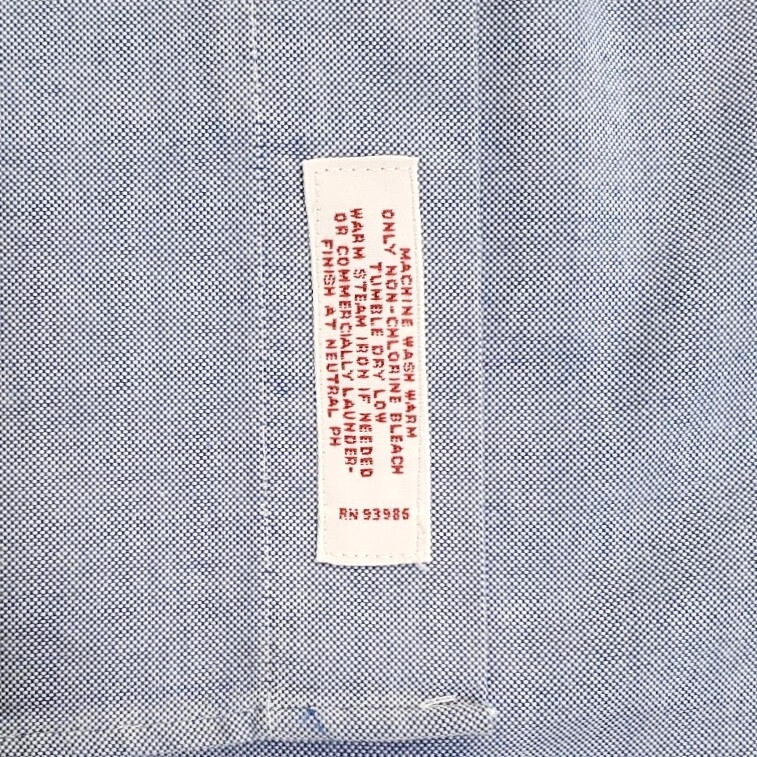 MACHINE WASH WARM
ONLY NON-CHLORINE BLEACH
TUMBLE DRY LOW
WARM STEAM IRON IF NEEDED
OR COMMERCIALLY LAUNDER-
FINISH AT NEUTRAL PH
RN 93985